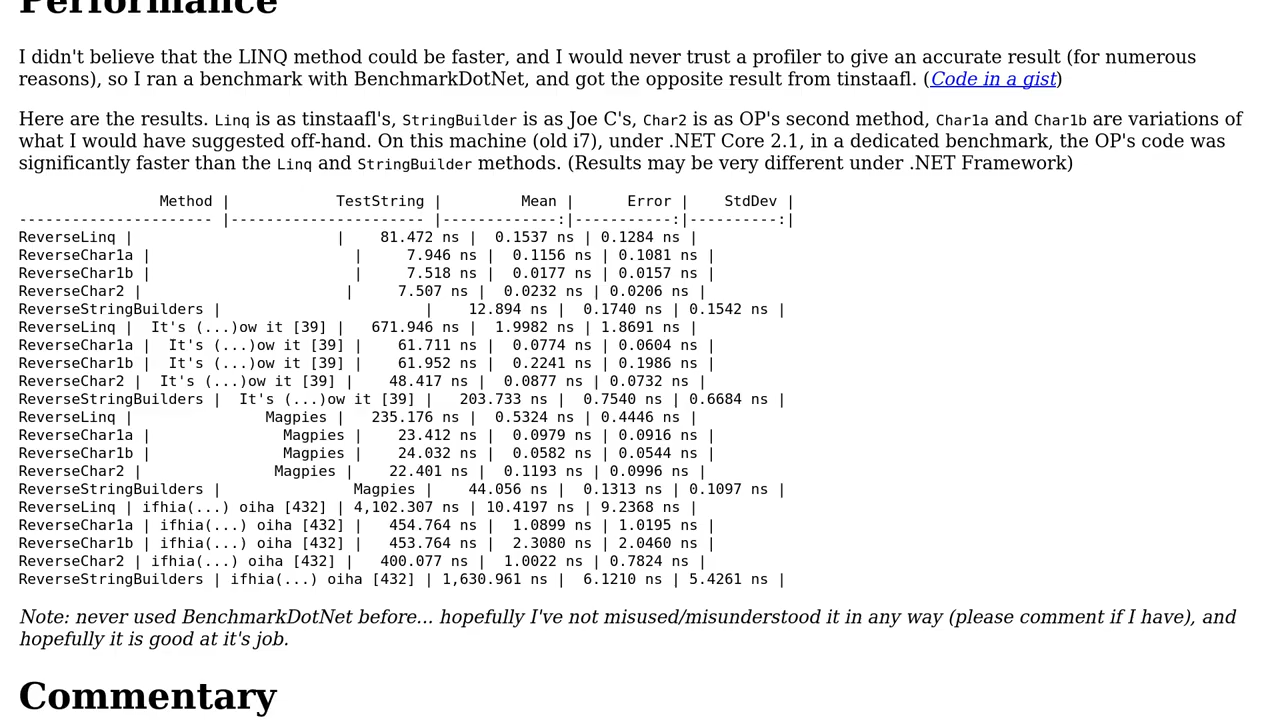 Performance
I didn't believe that the LINQ method could be faster, and I would never trust a profiler to give an accurate result (for numerous
reasons), so I ran a benchmark with BenchmarkDotNet, and got the opposite result from tinstaafl. (Code in a gist)
Here are the results. Linq is as tinstaafl's, StringBuilder is as Joe C's, Char2 is as OP's second method, Char1a and Char1b are variations of
what I would have suggested off-hand. On this machine (old i7), under .NET Core 2.1, in a dedicated benchmark, the OP's code was
significantly faster than the Linq and StringBuilder methods. (Results may be very different under .NET Framework)
                Method |            TestString |         Mean |      Error |    StdDev |
---------------------- |---------------------- |-------------:|-----------:|----------:|
ReverseLinq |                       |    81.472 ns |  0.1537 ns | 0.1284 ns |
ReverseChar1a |                       |     7.946 ns |  0.1156 ns | 0.1081 ns |
ReverseChar1b |                       |     7.518 ns |  0.0177 ns | 0.0157 ns |
ReverseChar2 |                       |     7.507 ns |  0.0232 ns | 0.0206 ns |
ReverseStringBuilders |                       |    12.894 ns |  0.1740 ns | 0.1542 ns |
ReverseLinq |  It's (...)ow it [39] |   671.946 ns |  1.9982 ns | 1.8691 ns |
ReverseChar1a |  It's (...)ow it [39] |    61.711 ns |  0.0774 ns | 0.0604 ns |
ReverseChar1b |  It's (...)ow it [39] |    61.952 ns |  0.2241 ns | 0.1986 ns |
ReverseChar2 |  It's (...)ow it [39] |    48.417 ns |  0.0877 ns | 0.0732 ns |
ReverseStringBuilders |  It's (...)ow it [39] |   203.733 ns |  0.7540 ns | 0.6684 ns |
ReverseLinq |               Magpies |   235.176 ns |  0.5324 ns | 0.4446 ns |
ReverseChar1a |               Magpies |    23.412 ns |  0.0979 ns | 0.0916 ns |
ReverseChar1b |               Magpies |    24.032 ns |  0.0582 ns | 0.0544 ns |
ReverseChar2 |               Magpies |    22.401 ns |  0.1193 ns | 0.0996 ns |
ReverseStringBuilders |               Magpies |    44.056 ns |  0.1313 ns | 0.1097 ns |
ReverseLinq | ifhia(...) oiha [432] | 4,102.307 ns | 10.4197 ns | 9.2368 ns |
ReverseChar1a | ifhia(...) oiha [432] |   454.764 ns |  1.0899 ns | 1.0195 ns |
ReverseChar1b | ifhia(...) oiha [432] |   453.764 ns |  2.3080 ns | 2.0460 ns |
ReverseChar2 | ifhia(...) oiha [432] |   400.077 ns |  1.0022 ns | 0.7824 ns |
ReverseStringBuilders | ifhia(...) oiha [432] | 1,630.961 ns |  6.1210 ns | 5.4261 ns |
Note: never used BenchmarkDotNet before... hopefully I've not misused/misunderstood it in any way (please comment if I have), and
hopefully it is good at it's job.
Commentary